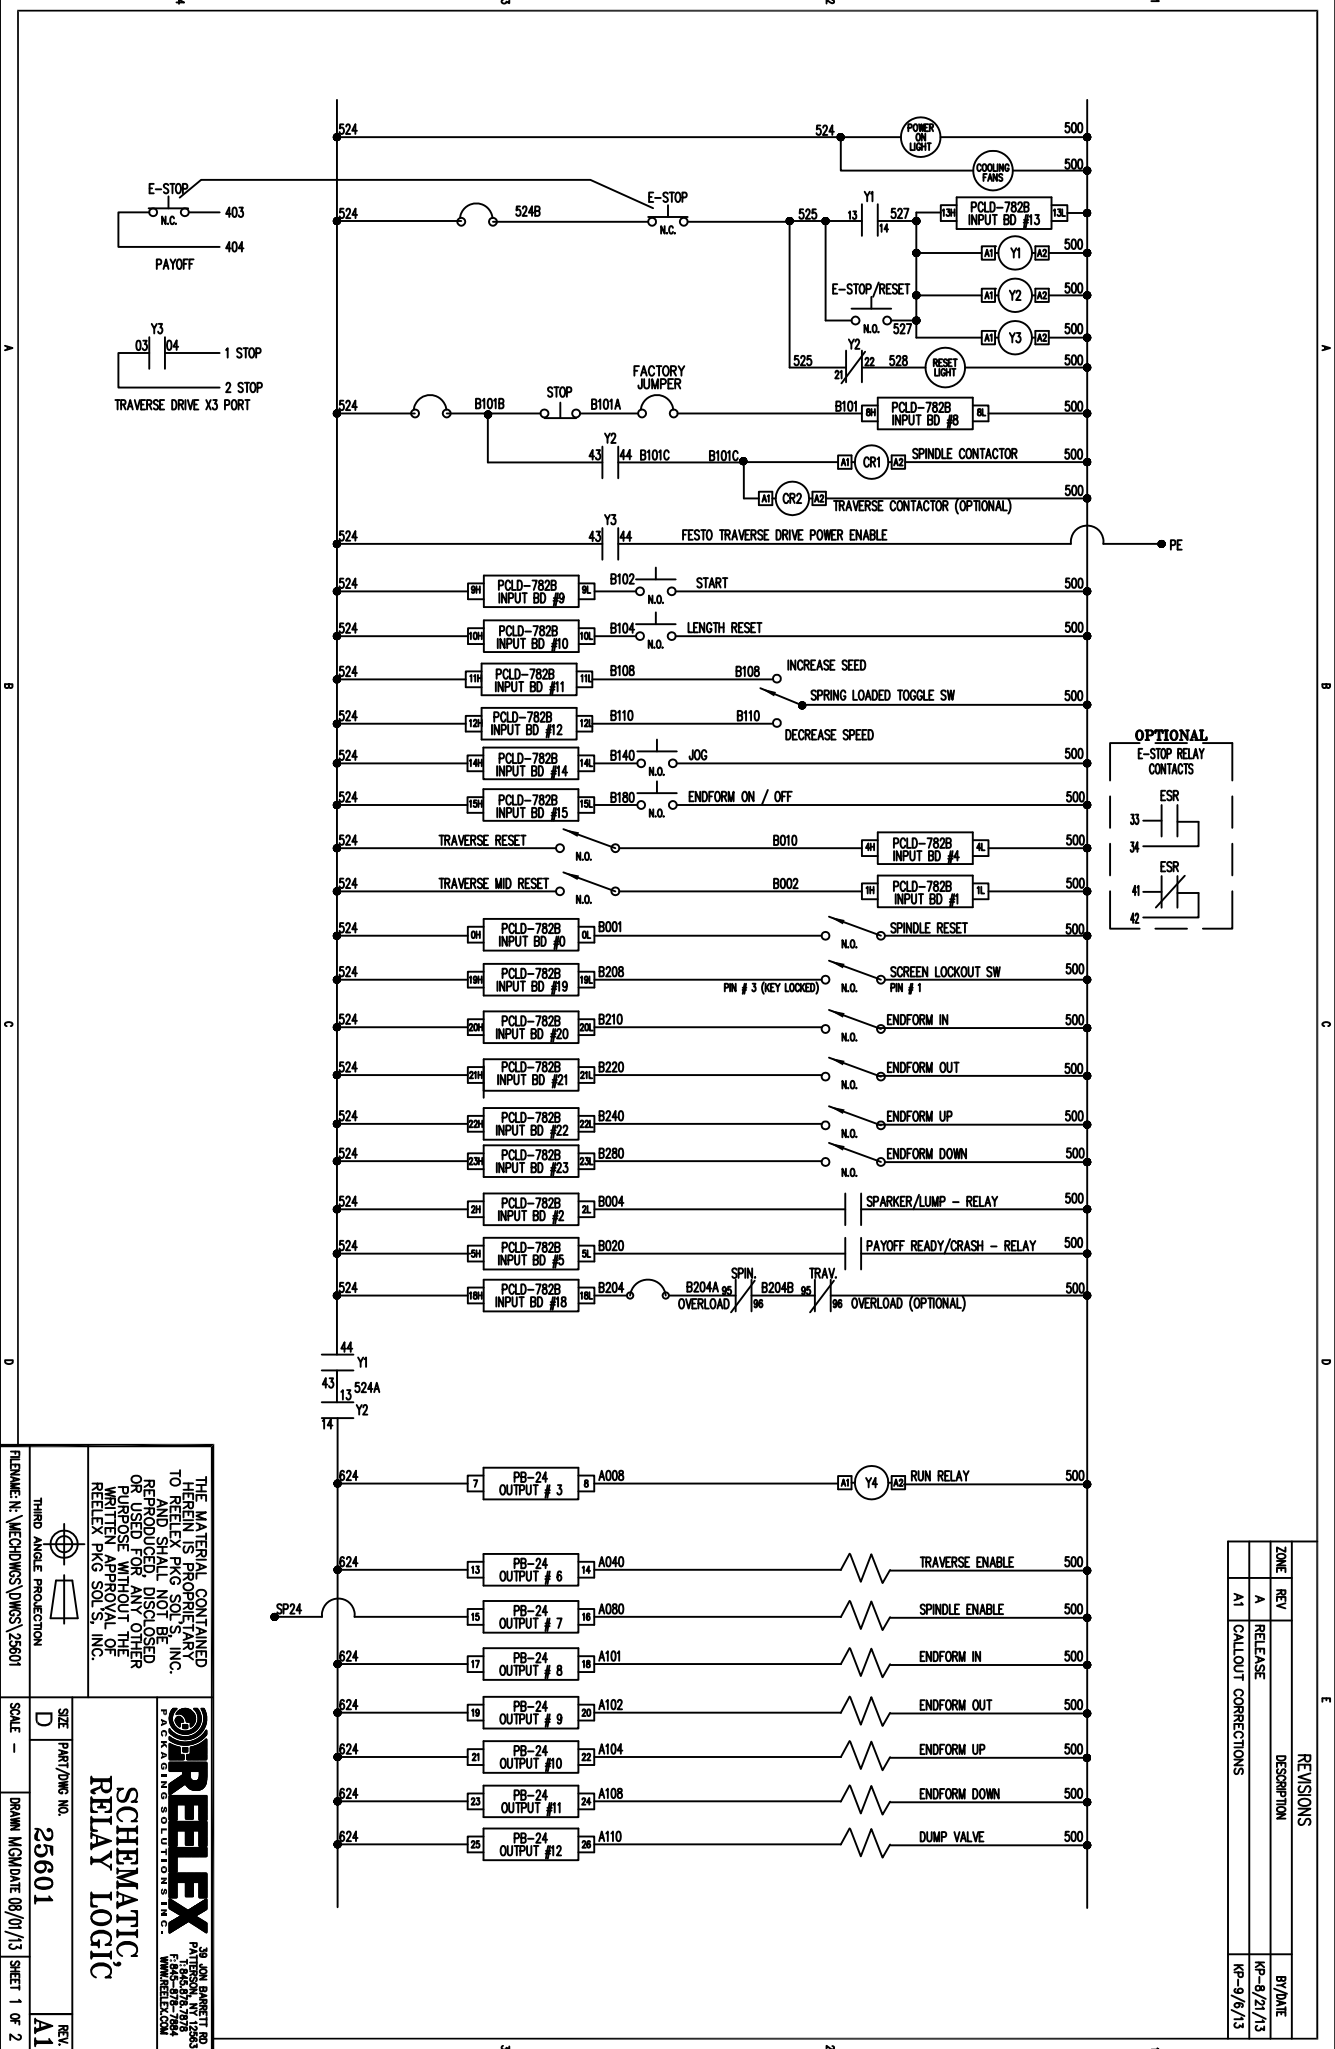 4 3 2 1
524 524 POWER ON LIGHT 500
COOLING FANS 500
E-STOP
N.C.
403
404
PAYOFF
524 524B E-STOP N.C. 525 13 Y1 14 527 13H PCLD-782B INPUT BD #13 13L
A1 Y1 A2 500
E-STOP/RESET
N.O. 527
A1 Y2 A2 500
A1 Y3 A2 500
525 21 Y2 22 528 RESET LIGHT 500
Y3
03 04
1 STOP
2 STOP
TRAVERSE DRIVE X3 PORT
524 B101B STOP B101A FACTORY JUMPER B101 8H PCLD-782B INPUT BD #8 8L 500
Y2
43 44 B101C B101C A1 CR1 A2 SPINDLE CONTACTOR 500
A1 CR2 A2 TRAVERSE CONTACTOR (OPTIONAL) 500
524 Y3 43 44 FESTO TRAVERSE DRIVE POWER ENABLE PE
524 9H PCLD-782B INPUT BD #9 9L B102 N.O. START 500
524 10H PCLD-782B INPUT BD #10 10L B104 N.O. LENGTH RESET 500
524 11H PCLD-782B INPUT BD #11 11L B108 B108 INCREASE SEED
SPRING LOADED TOGGLE SW 500
524 12H PCLD-782B INPUT BD #12 12L B110 B110 DECREASE SPEED
524 14H PCLD-782B INPUT BD #14 14L B140 N.O. JOG 500
524 15H PCLD-782B INPUT BD #15 15L B180 N.O. ENDFORM ON / OFF 500
524 TRAVERSE RESET N.O. B010 4H PCLD-782B INPUT BD #4 4L 500
524 TRAVERSE MID RESET N.O. B002 1H PCLD-782B INPUT BD #1 1L 500
524 0H PCLD-782B INPUT BD #0 0L B001 N.O. SPINDLE RESET 500
524 19H PCLD-782B INPUT BD #19 19L B208 PIN # 3 (KEY LOCKED) N.O. SCREEN LOCKOUT SW PIN # 1 500
524 20H PCLD-782B INPUT BD #20 20L B210 N.O. ENDFORM IN 500
524 21H PCLD-782B INPUT BD #21 21L B220 N.O. ENDFORM OUT 500
524 22H PCLD-782B INPUT BD #22 22L B240 N.O. ENDFORM UP 500
524 23H PCLD-782B INPUT BD #23 23L B280 N.O. ENDFORM DOWN 500
524 2H PCLD-782B INPUT BD #2 2L B004 SPARKER/LUMP - RELAY 500
524 5H PCLD-782B INPUT BD #5 5L B020 PAYOFF READY/CRASH - RELAY 500
524 18H PCLD-782B INPUT BD #18 18L B204 B204A 95 SPIN. 96 OVERLOAD B204B 95 TRAV. 96 OVERLOAD (OPTIONAL) 500
OPTIONAL
E-STOP RELAY
CONTACTS
ESR
33
34
ESR
41
42
44
Y1
43
13 524A
Y2
14
624 7 PB-24 OUTPUT # 3 8 A008 A1 Y4 A2 RUN RELAY 500
624 13 PB-24 OUTPUT # 6 14 A040 TRAVERSE ENABLE 500
SP24 15 PB-24 OUTPUT # 7 16 A080 SPINDLE ENABLE 500
624 17 PB-24 OUTPUT # 8 18 A101 ENDFORM IN 500
624 19 PB-24 OUTPUT # 9 20 A102 ENDFORM OUT 500
624 21 PB-24 OUTPUT #10 22 A104 ENDFORM UP 500
624 23 PB-24 OUTPUT #11 24 A108 ENDFORM DOWN 500
624 25 PB-24 OUTPUT #12 26 A110 DUMP VALVE 500
A A
B B
C C
D D
E
REVISIONS
ZONE REV DESCRIPTION BY/DATE
A RELEASE KP-8/21/13
A1 CALLOUT CORRECTIONS KP-9/6/13
THE MATERIAL CONTAINED
HEREIN IS PROPRIETARY
TO REELEX PKG SOL'S, INC.
AND SHALL NOT BE
REPRODUCED, DISCLOSED
OR USED FOR ANY OTHER
PURPOSE WITHOUT THE
WRITTEN APPROVAL OF
REELEX PKG SOL'S, INC.
THIRD ANGLE PROJECTION
FILENAME: N:\MECHDWGS\DWGS\25601
REELEX
PACKAGING SOLUTIONS INC.
39 JON BARRETT RD
PATTERSON, NY 12563
T: 845.878.7878
F: 845-878-7884
WWW.REELEX.COM
SCHEMATIC,
RELAY LOGIC
SIZE D PART/DWG NO. 25601 REV. A1
SCALE - DRAWN MGM DATE 08/01/13 SHEET 1 OF 2
3 2